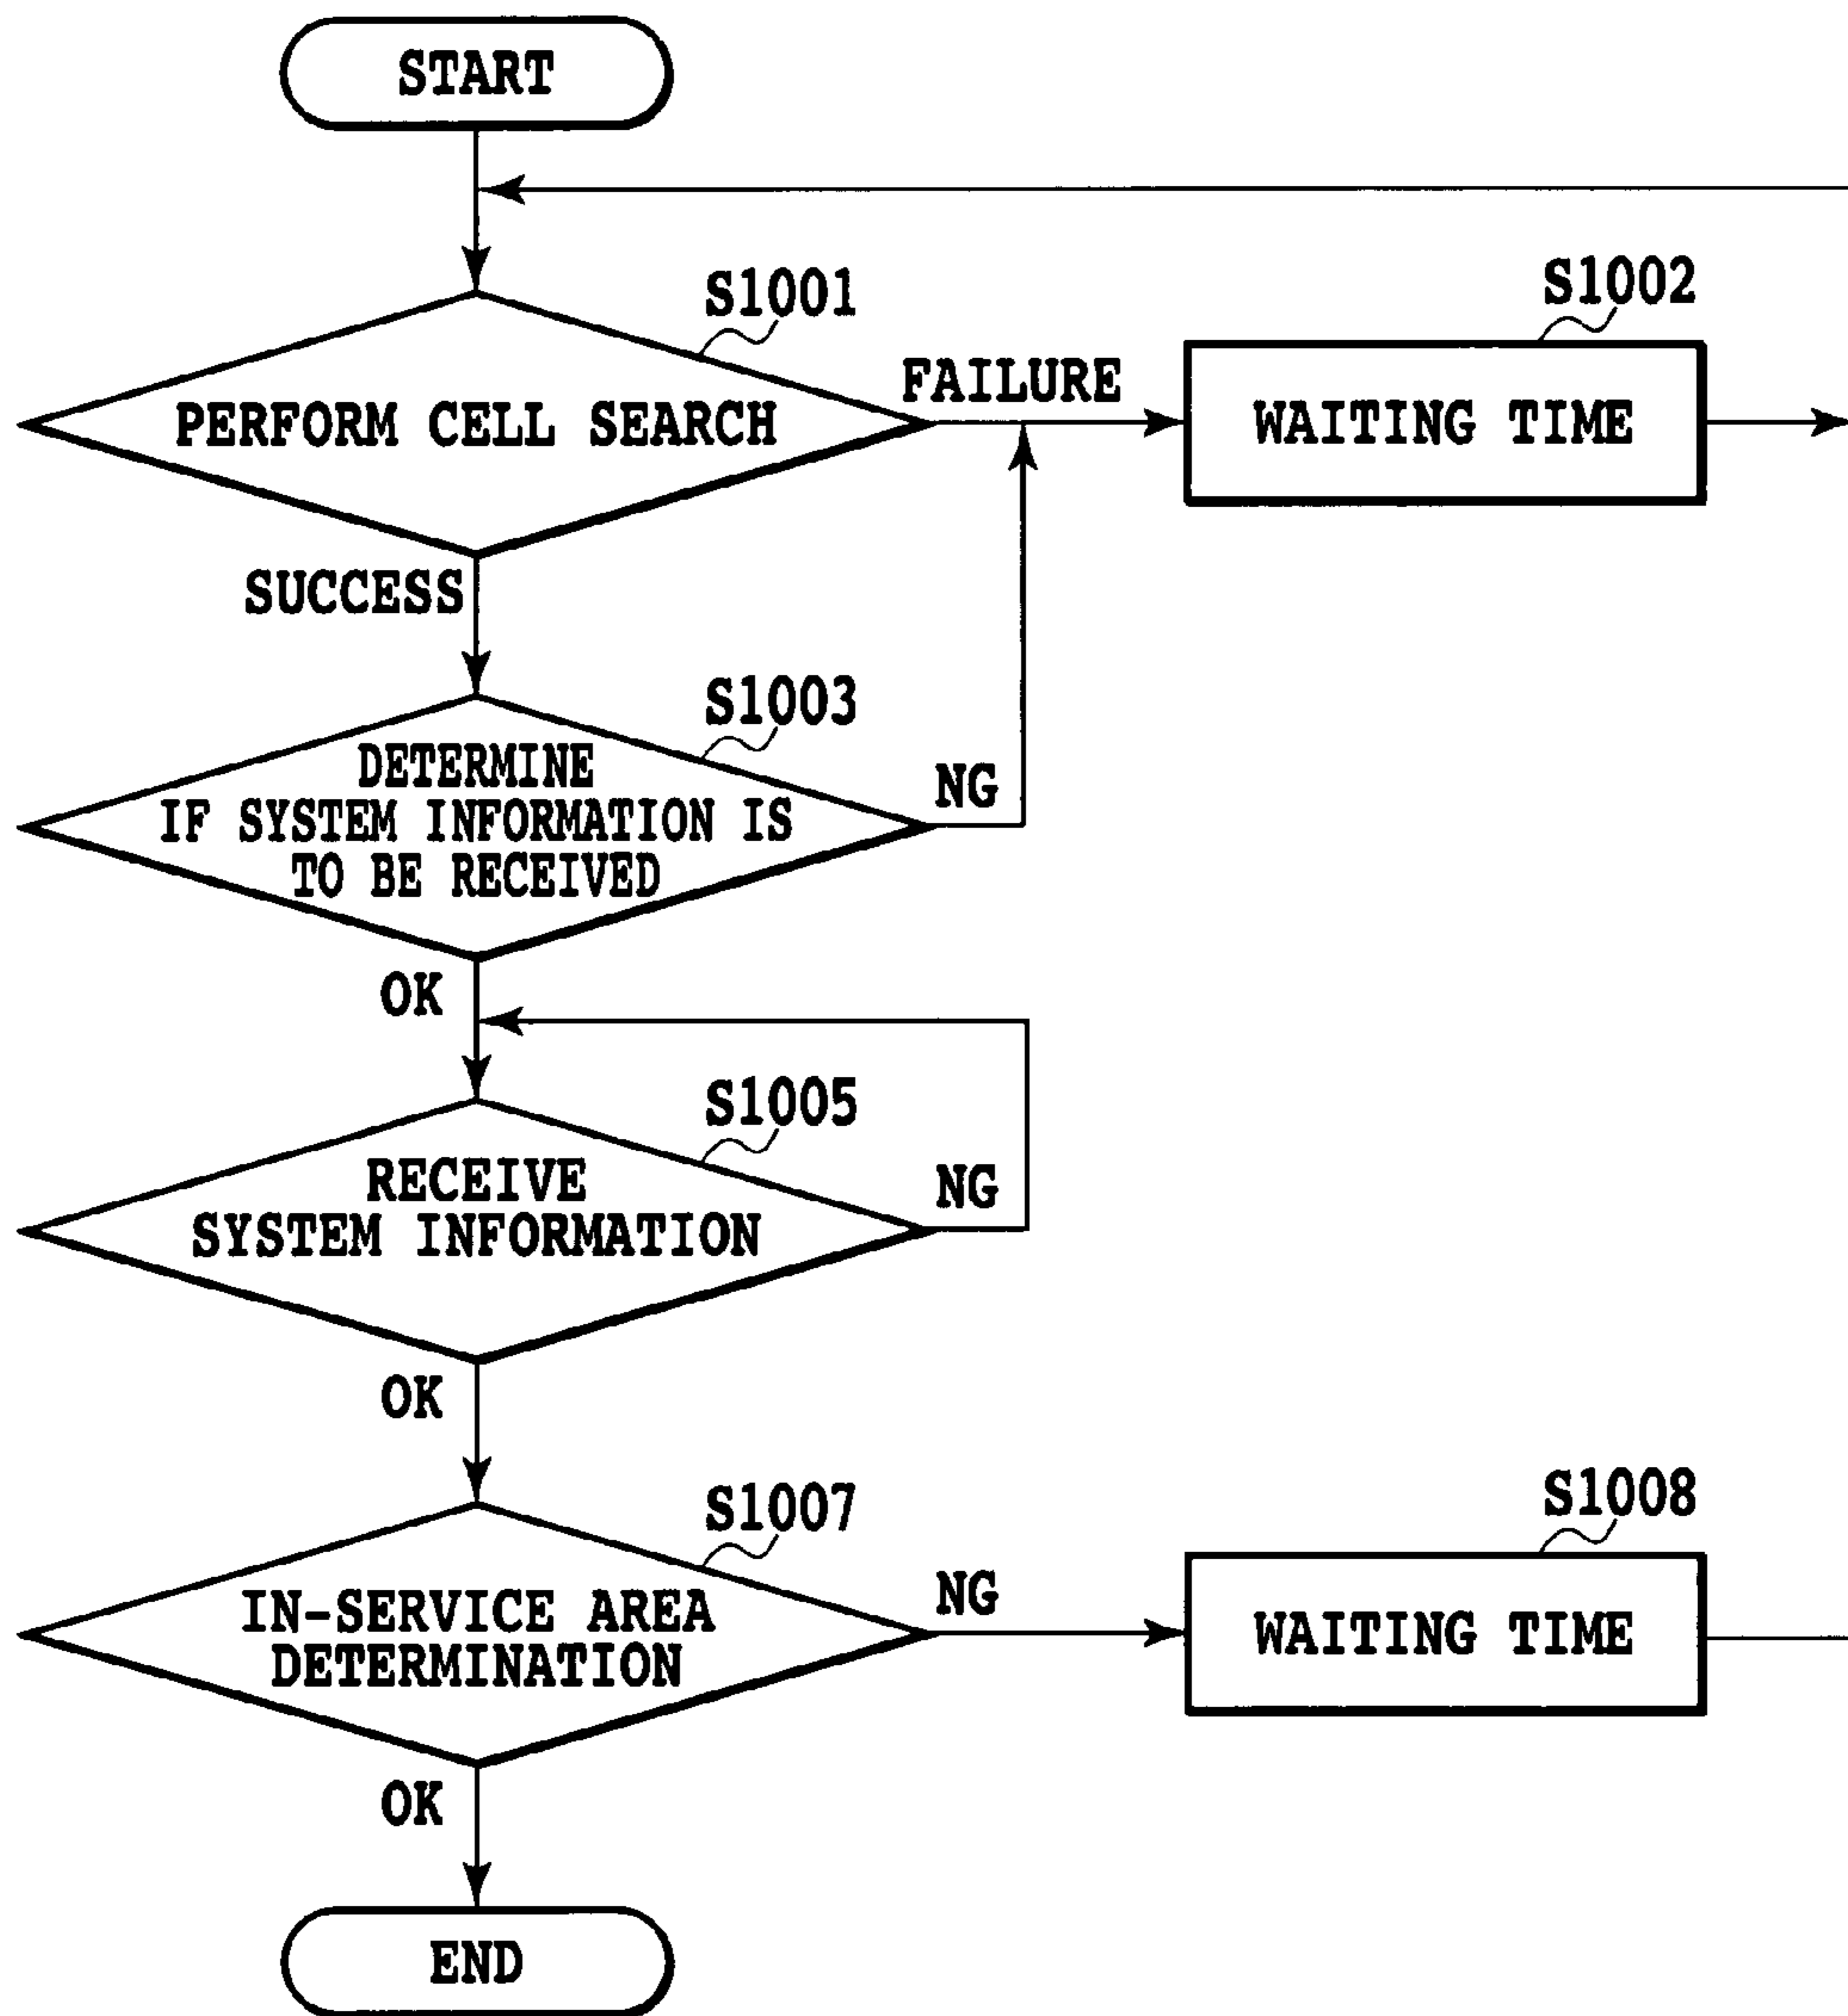 START
S1001
S1002
PERFORM CELL SEARCH
FAILURE
WAITING TIME
SUCCESS
S1003
DETERMINE
IF SYSTEM INFORMATION IS
TO BE RECEIVED
NG
OK
S1005
RECEIVE
SYSTEM INFORMATION
NG
OK
S1007
S1008
IN-SERVICE AREA
DETERMINATION
NG
WAITING TIME
OK
END